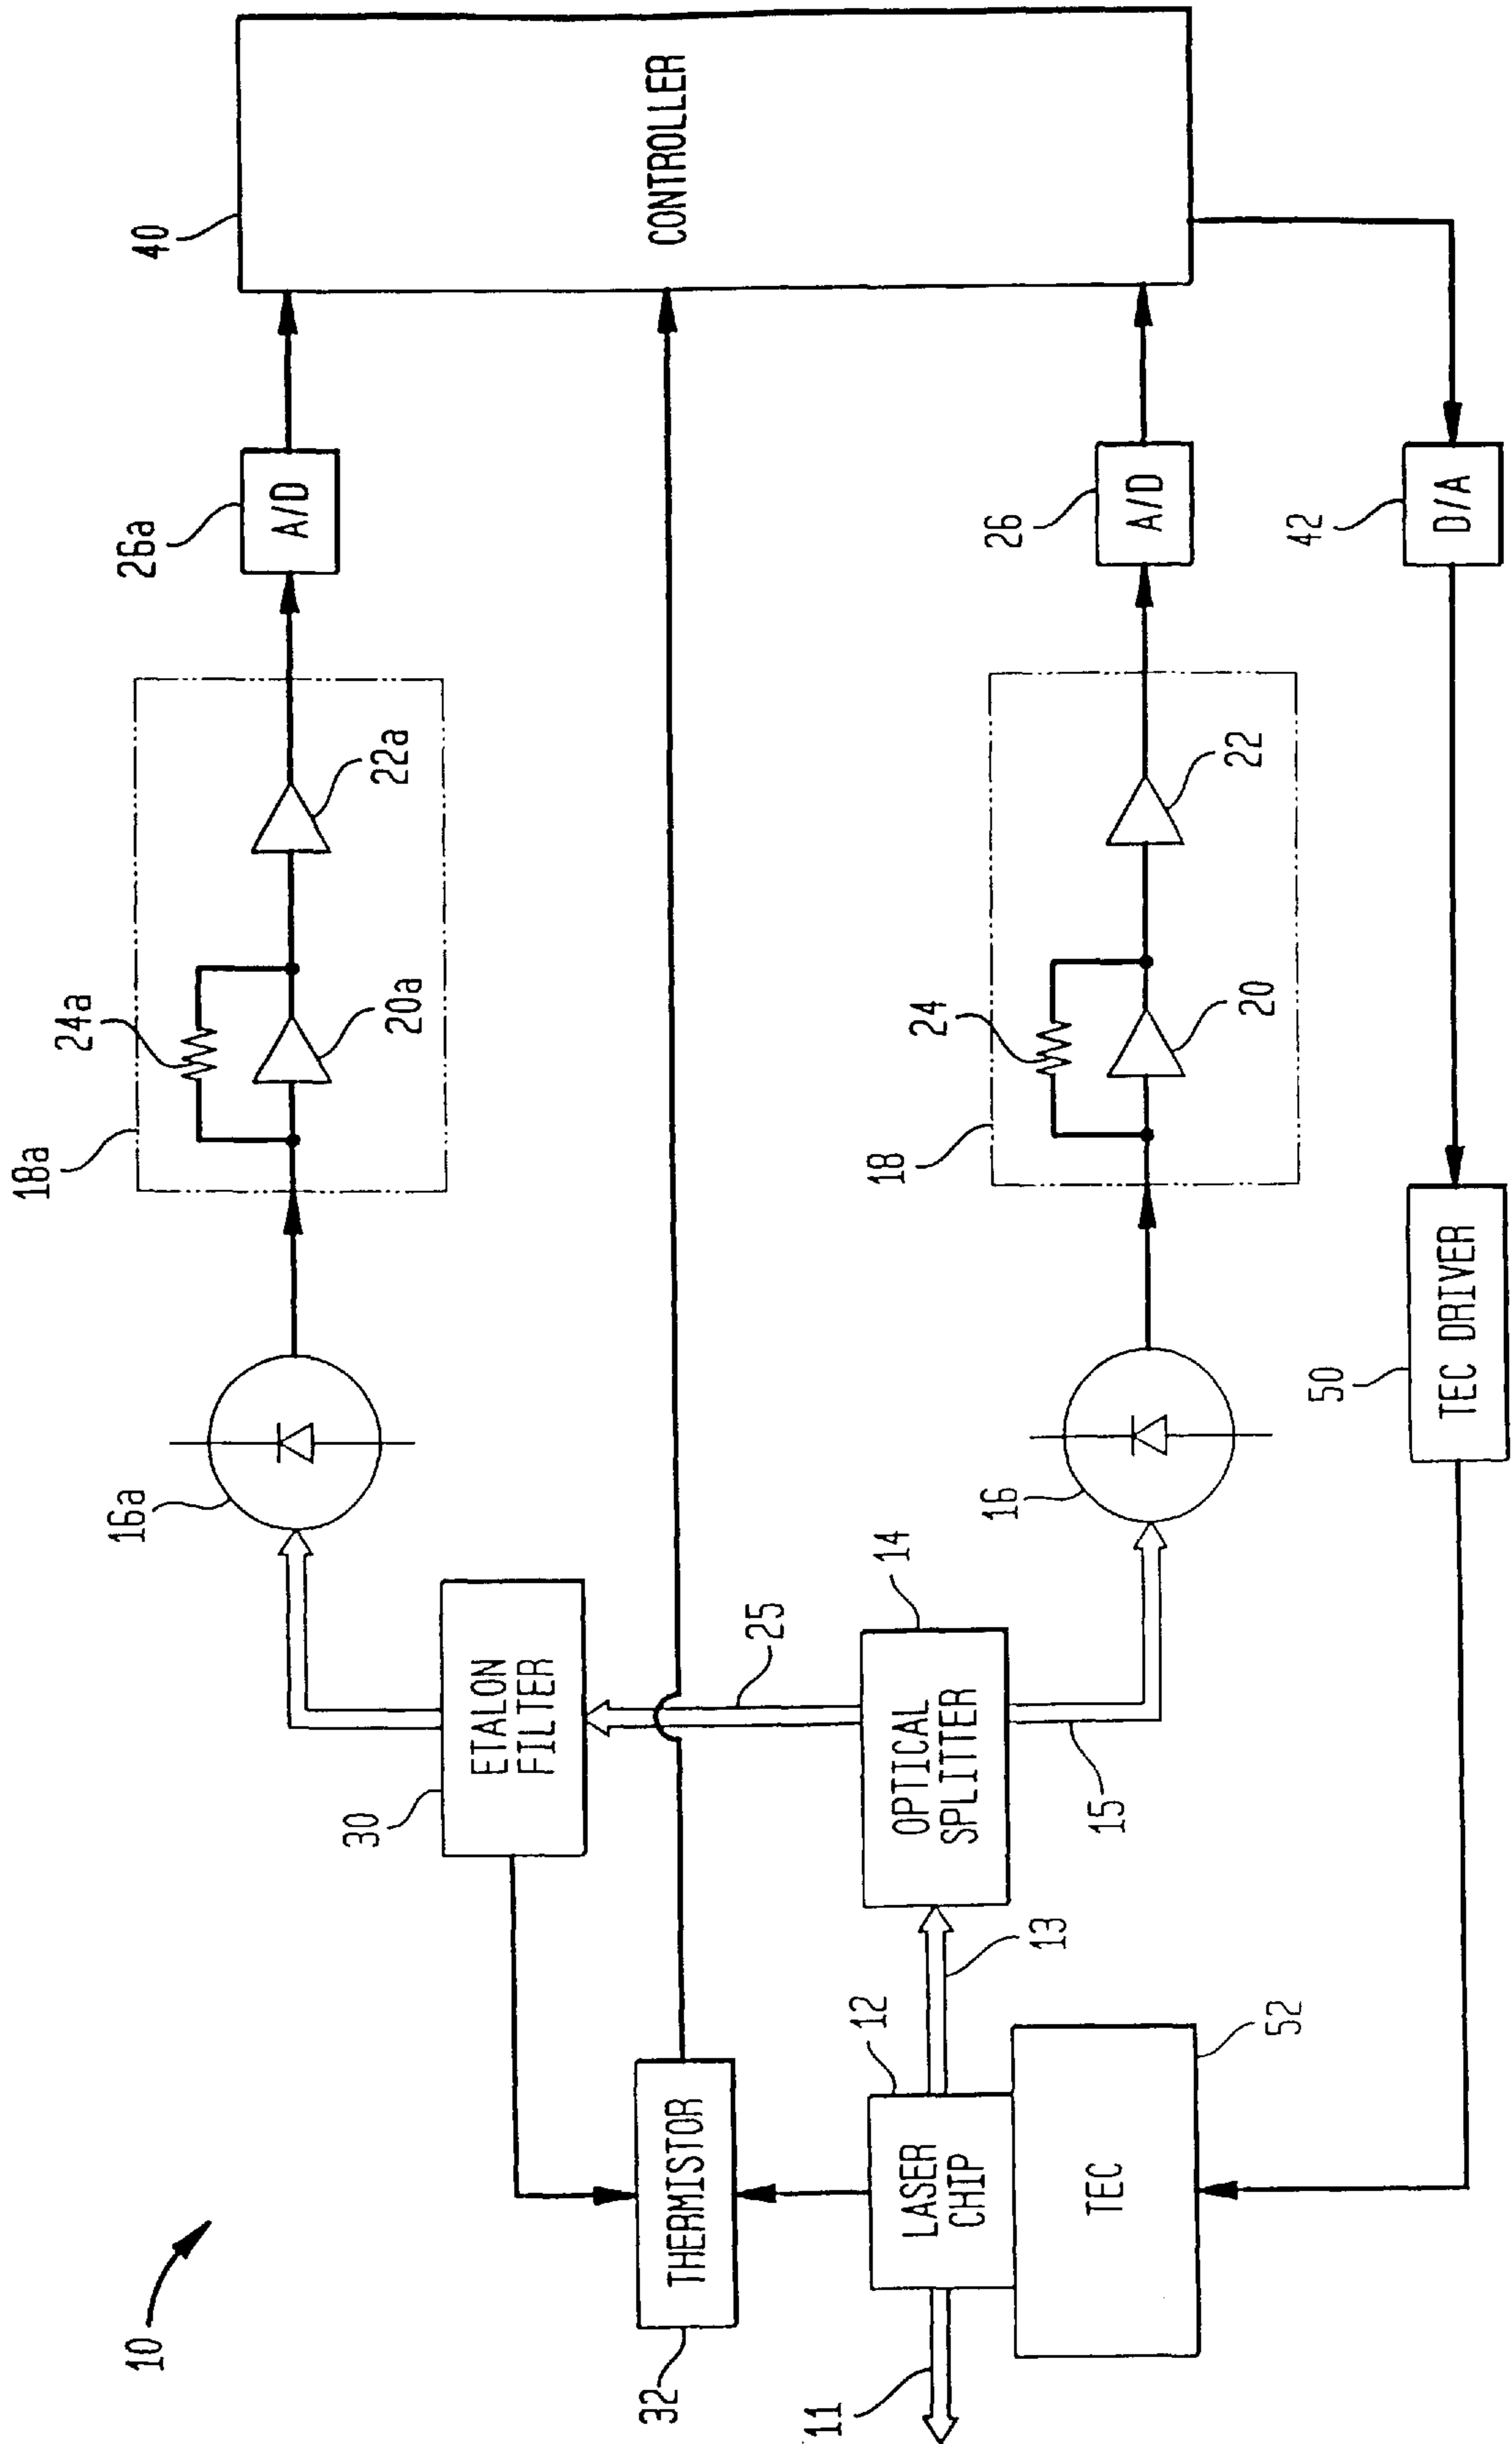 10
18a
24a
20a
22a
26a
A/D
40
CONTROLLER
16a
30
ETALON
FILTER
25
32
THERMISTOR
12
LASER
CHIP
11
13
14
OPTICAL
SPLITTER
15
16
18
24
20
22
26
A/D
52
TEC
50
TEC DRIVER
42
D/A